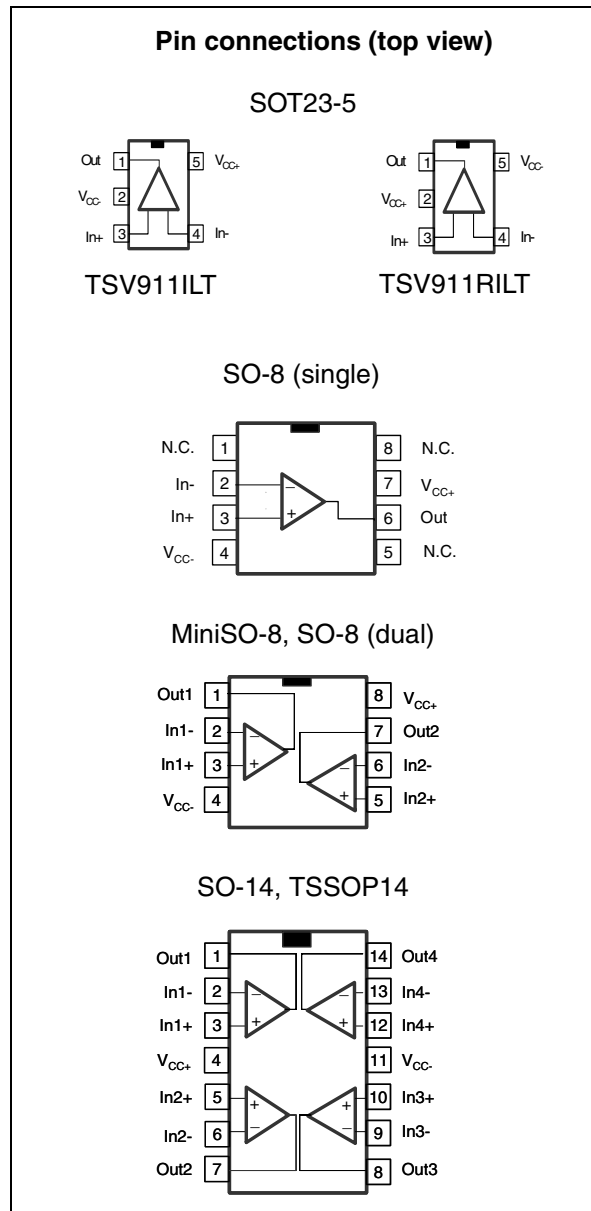 Pin connections (top view)
SOT23-5
Out 1 5 VCC+
VCC- 2
In+ 3 4 In-
TSV911ILT
Out 1 5 VCC-
VCC+ 2
In+ 3 4 In-
TSV911RILT
SO-8 (single)
N.C. 1 8 N.C.
In- 2 − 7 VCC+
In+ 3 + 6 Out
VCC- 4 5 N.C.
MiniSO-8, SO-8 (dual)
Out1 1 8 VCC+
In1- 2 − 7 Out2
In1+ 3 + − 6 In2-
VCC- 4 + 5 In2+
SO-14, TSSOP14
Out1 1 14 Out4
In1- 2 − − 13 In4-
In1+ 3 + + 12 In4+
VCC+ 4 11 VCC-
In2+ 5 + + 10 In3+
In2- 6 − − 9 In3-
Out2 7 8 Out3